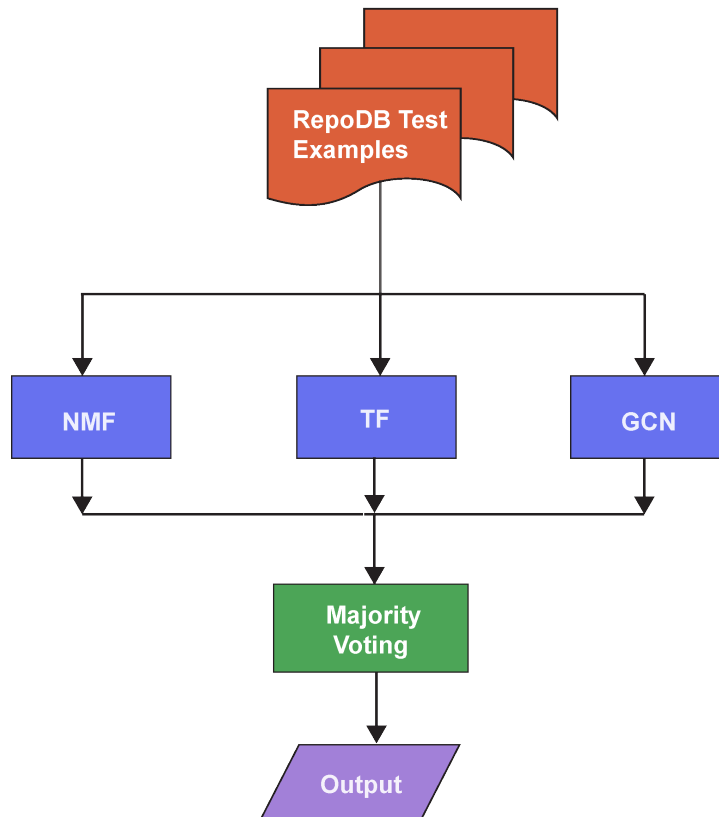 RepoDB Test
Examples
NMF
TF
GCN
Majority
Voting
Output